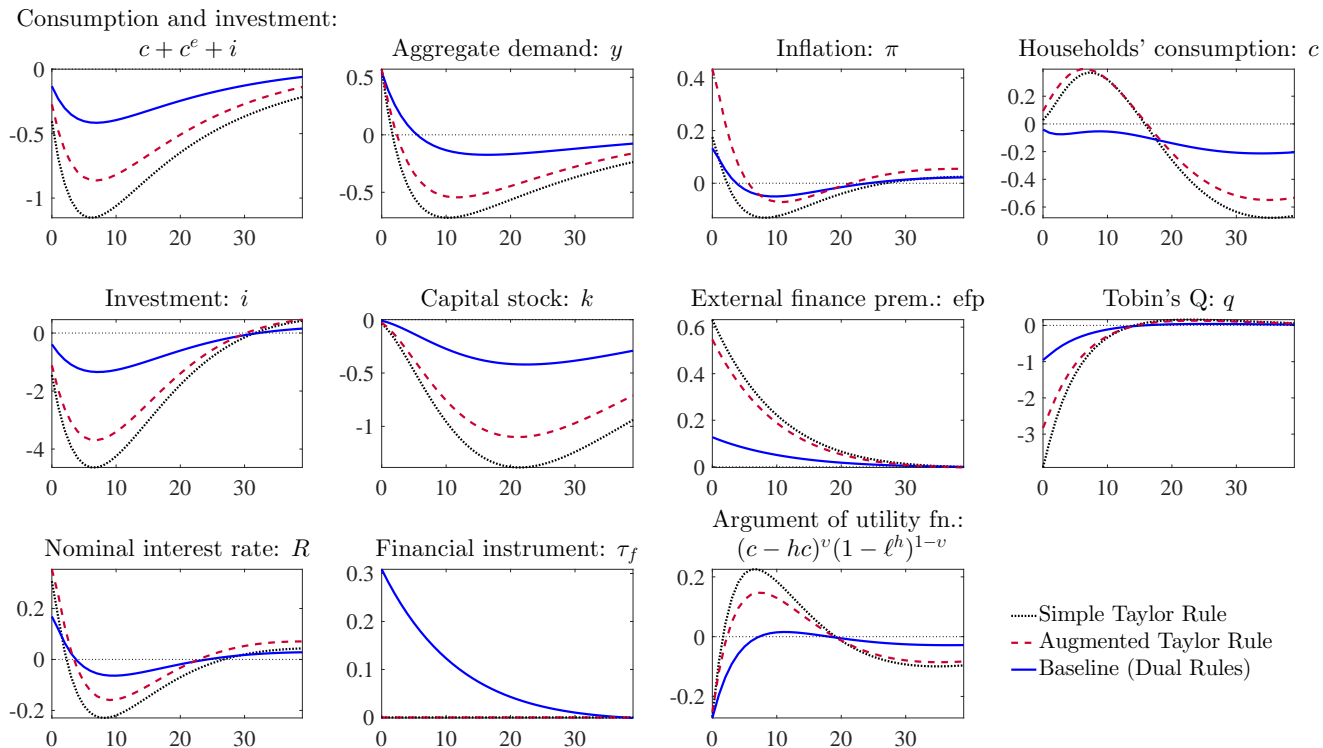 Consumption and investment:
c + c^e + i
Aggregate demand: y
Inflation: π
Households' consumption: c
0
-0.5
-1
0 10 20 30
0.5
0
-0.5
0 10 20 30
0.4
0.2
0
0 10 20 30
0.2
0
-0.2
-0.4
-0.6
0 10 20 30
Investment: i
Capital stock: k
External finance prem.: efp
Tobin's Q: q
0
-2
-4
0 10 20 30
0
-0.5
-1
0 10 20 30
0.6
0.4
0.2
0
0 10 20 30
0
-1
-2
-3
0 10 20 30
Nominal interest rate: R
Financial instrument: τ_f
Argument of utility fn.:
(c − hc)^υ(1 − ℓ^h)^{1−υ}
0.2
0
-0.2
0 10 20 30
0.3
0.2
0.1
0
0 10 20 30
0.2
0
-0.2
0 10 20 30
Simple Taylor Rule
Augmented Taylor Rule
Baseline (Dual Rules)